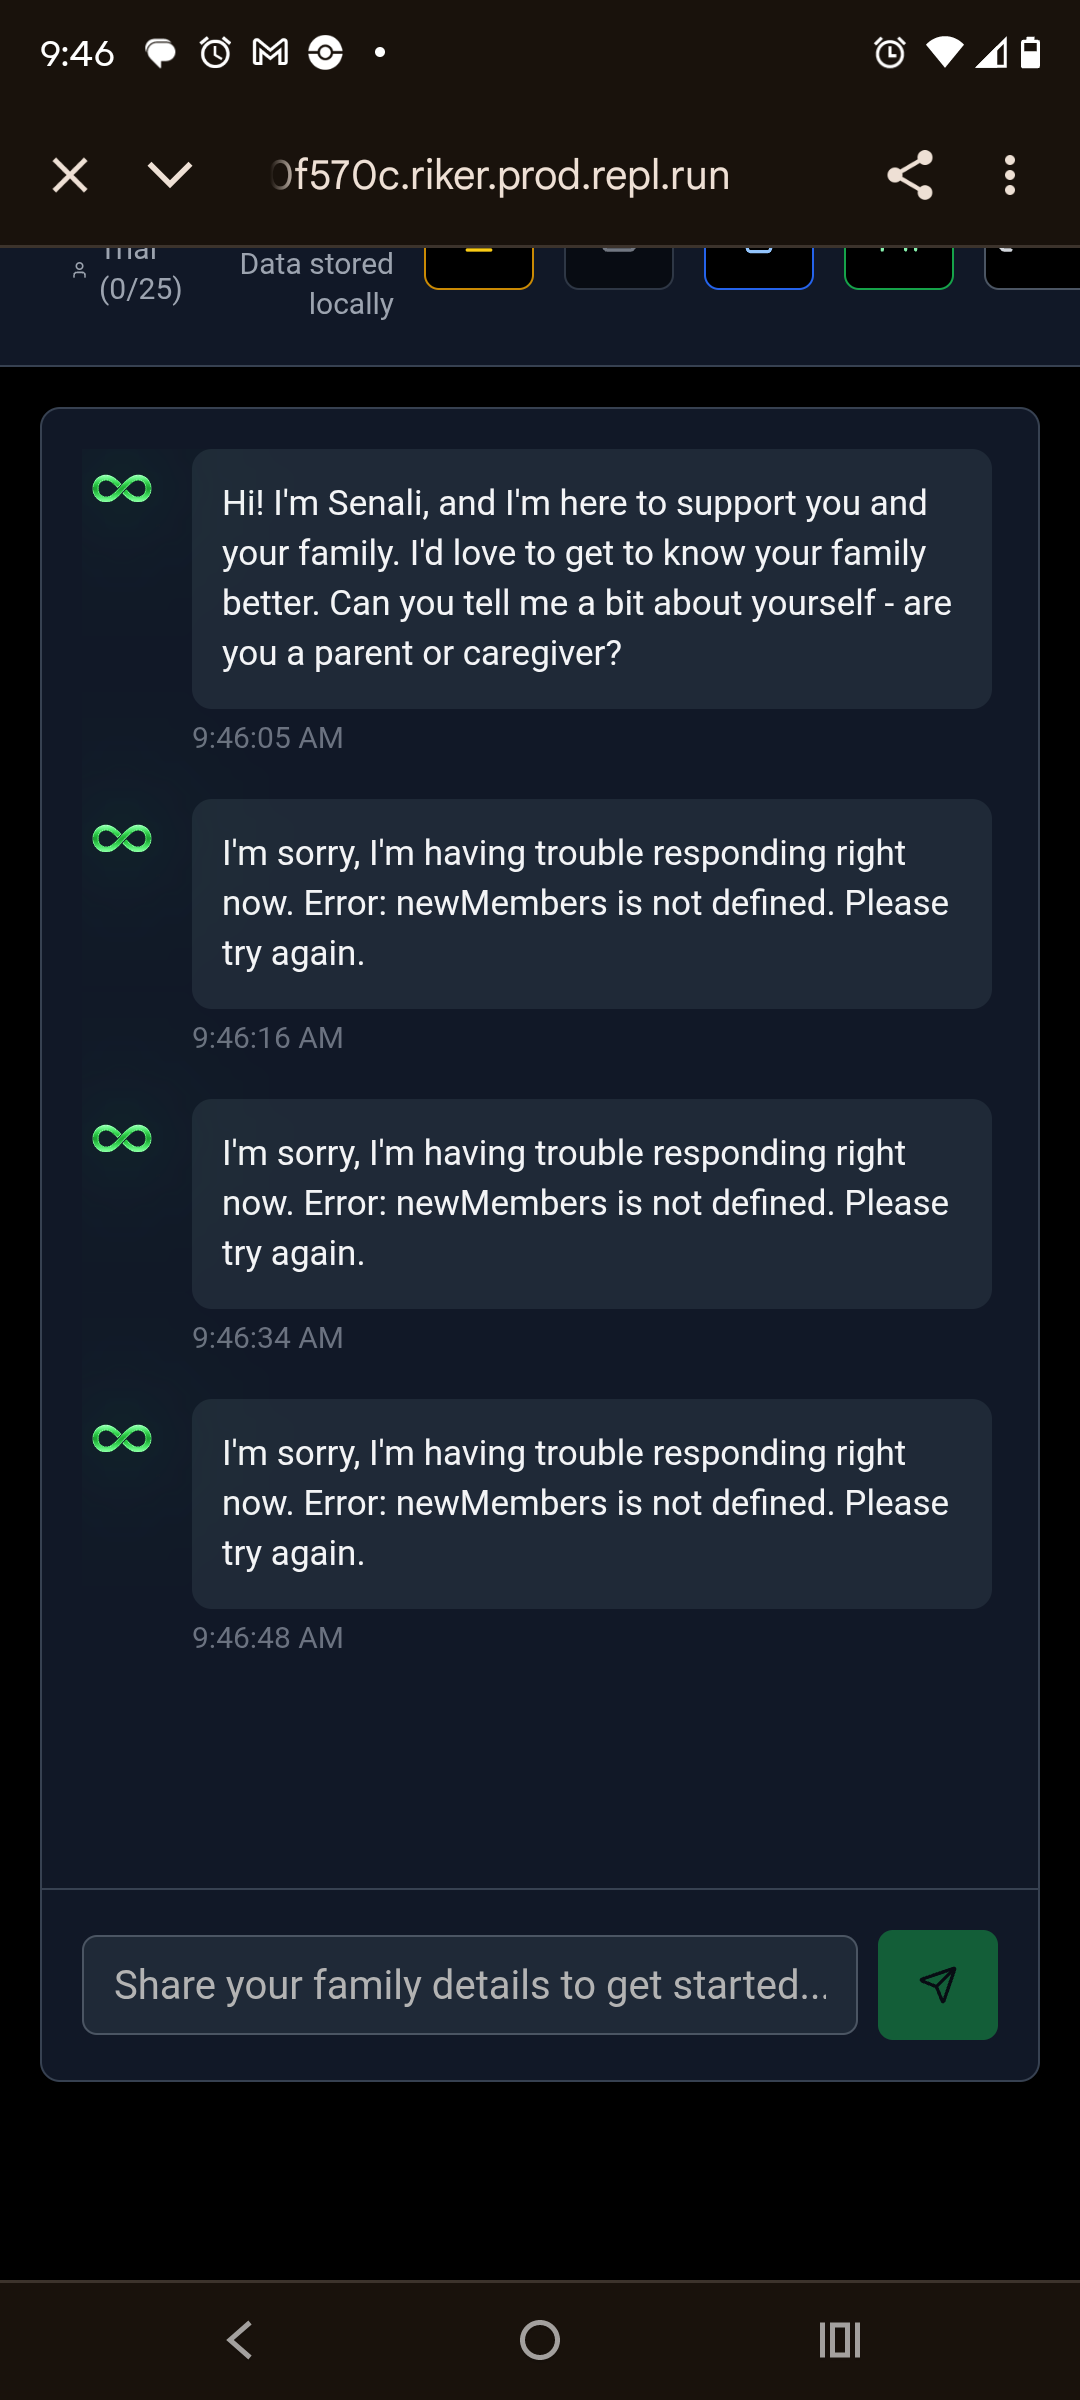 9:46
0f570c.riker.prod.repl.run
Trial
(0/25)
Data stored
locally
Hi! I'm Senali, and I'm here to support you and
your family. I'd love to get to know your family
better. Can you tell me a bit about yourself - are
you a parent or caregiver?
9:46:05 AM
I'm sorry, I'm having trouble responding right
now. Error: newMembers is not defined. Please
try again.
9:46:16 AM
I'm sorry, I'm having trouble responding right
now. Error: newMembers is not defined. Please
try again.
9:46:34 AM
I'm sorry, I'm having trouble responding right
now. Error: newMembers is not defined. Please
try again.
9:46:48 AM
Share your family details to get started...